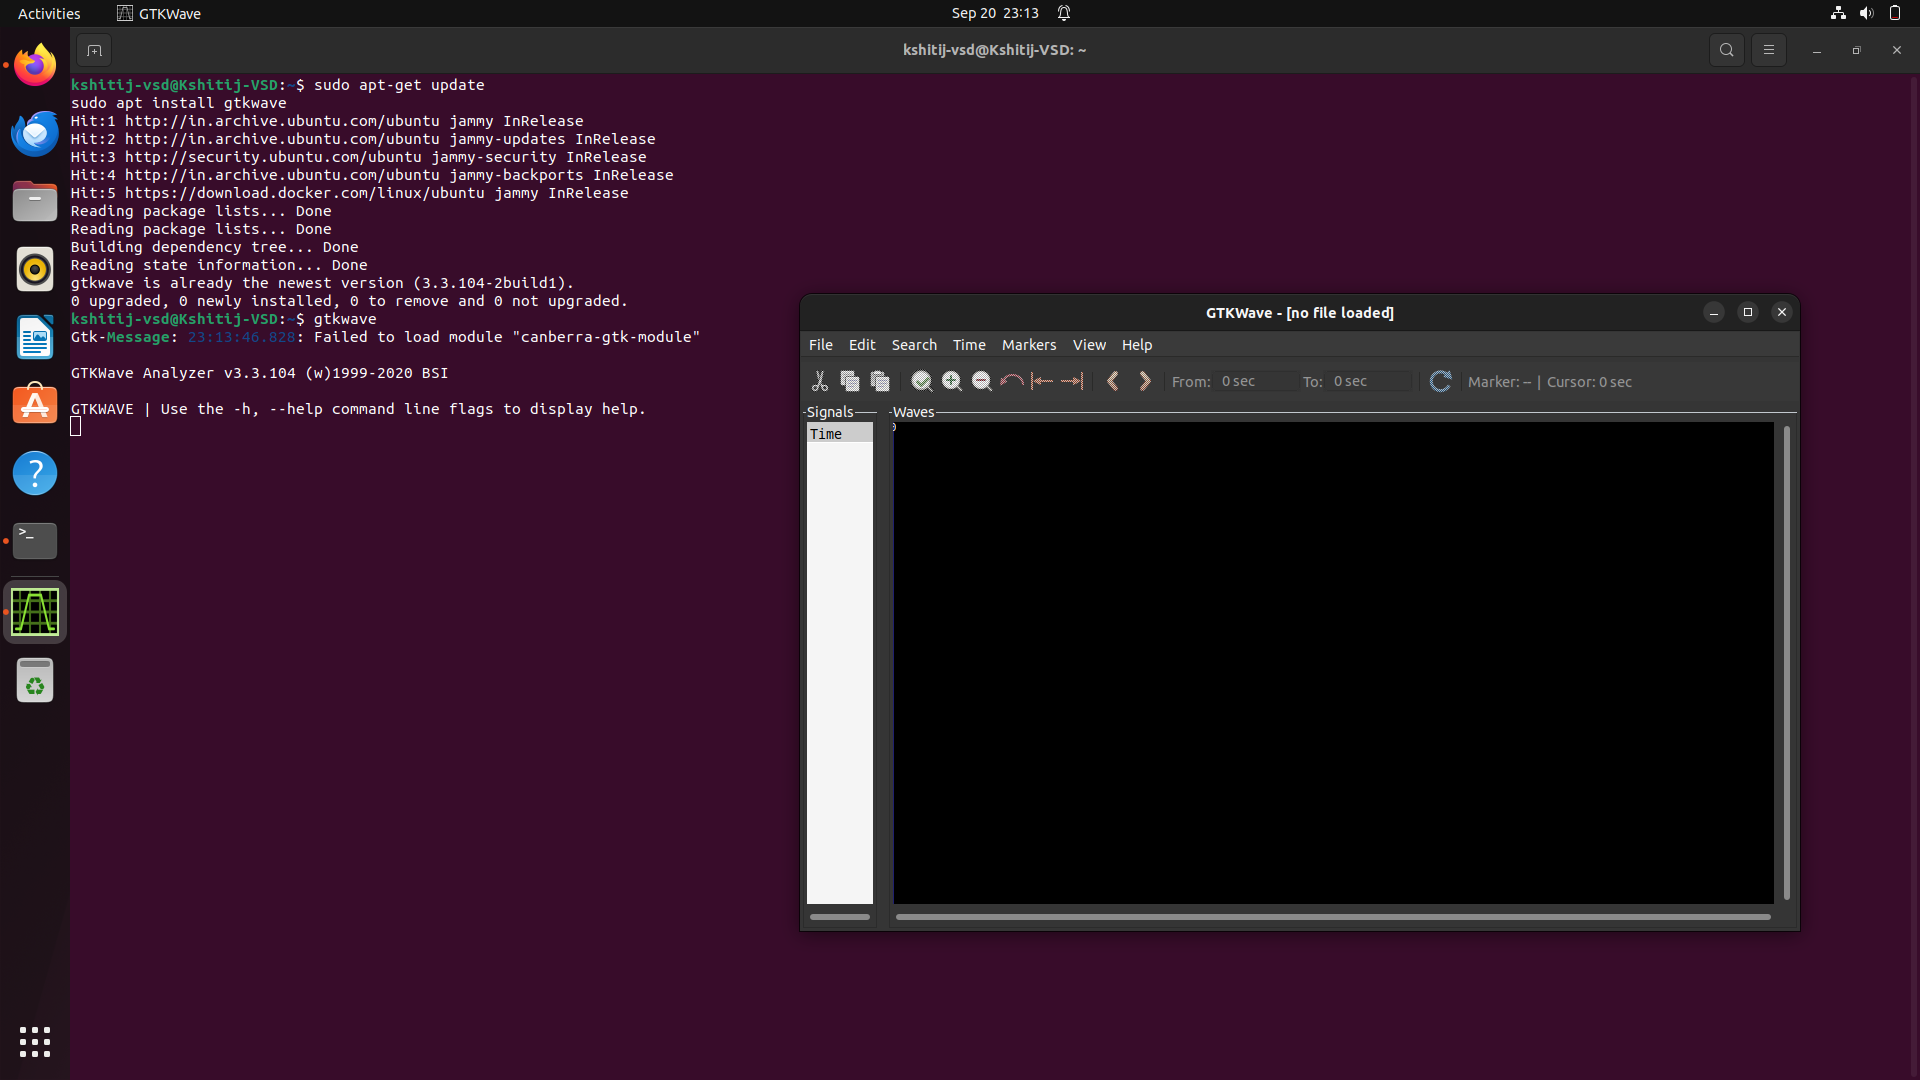 Activities GTKWave Sep 20 23:13
kshitij-vsd@Kshitij-VSD: ~
kshitij-vsd@Kshitij-VSD:~$ sudo apt-get update
sudo apt install gtkwave
Hit:1 http://in.archive.ubuntu.com/ubuntu jammy InRelease
Hit:2 http://in.archive.ubuntu.com/ubuntu jammy-updates InRelease
Hit:3 http://security.ubuntu.com/ubuntu jammy-security InRelease
Hit:4 http://in.archive.ubuntu.com/ubuntu jammy-backports InRelease
Hit:5 https://download.docker.com/linux/ubuntu jammy InRelease
Reading package lists... Done
Reading package lists... Done
Building dependency tree... Done
Reading state information... Done
gtkwave is already the newest version (3.3.104-2build1).
0 upgraded, 0 newly installed, 0 to remove and 0 not upgraded.
kshitij-vsd@Kshitij-VSD:~$ gtkwave
Gtk-Message: 23:13:46.828: Failed to load module "canberra-gtk-module"
GTKWave Analyzer v3.3.104 (w)1999-2020 BSI
GTKWAVE | Use the -h, --help command line flags to display help.
GTKWave - [no file loaded]
File Edit Search Time Markers View Help
From: 0 sec To: 0 sec Marker: -- | Cursor: 0 sec
Signals Waves
Time 0